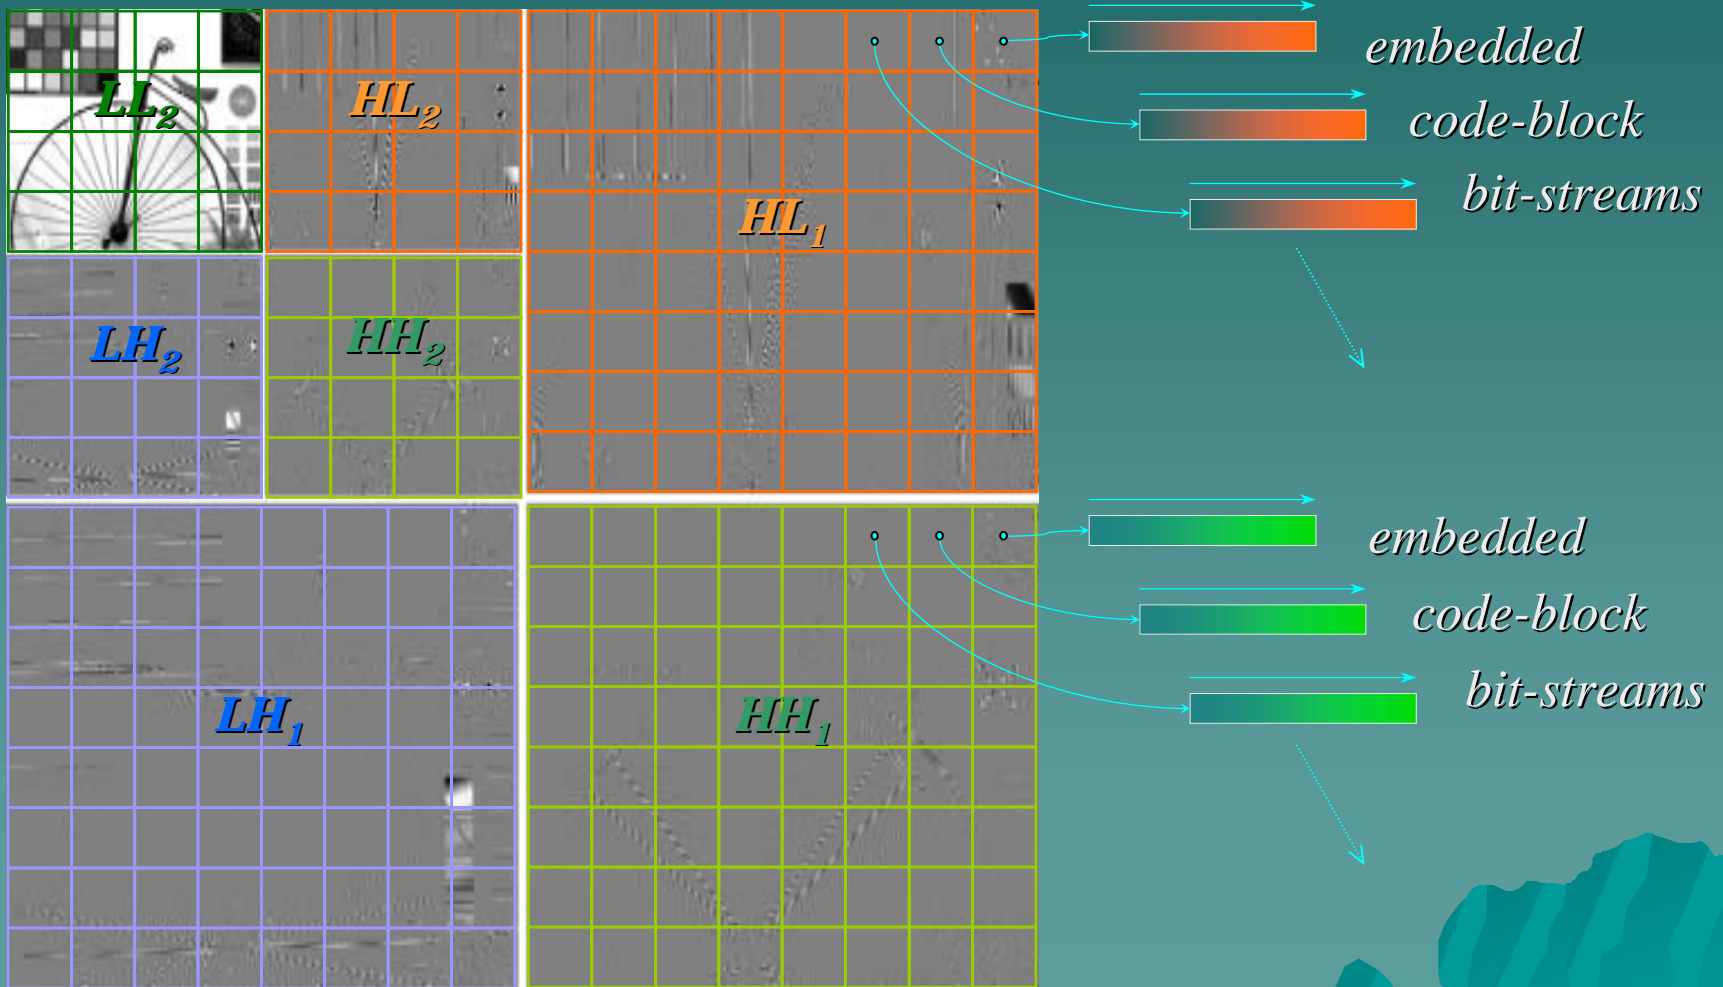 LL2
HL2
HL1
embedded
code-block
bit-streams
LH2
HH2
LH1
HH1
embedded
code-block
bit-streams